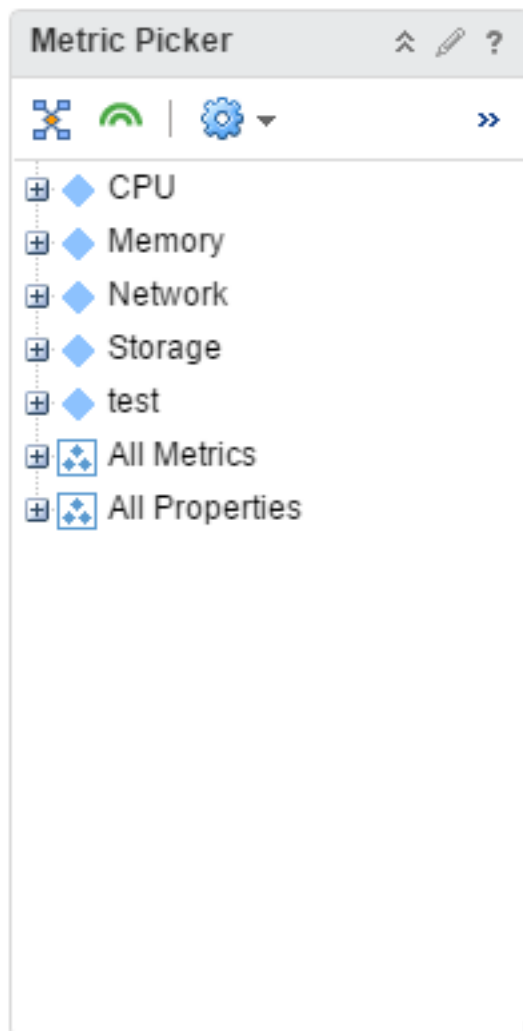 Metric Picker ?
CPU
Memory
Network
Storage
test
All Metrics
All Properties